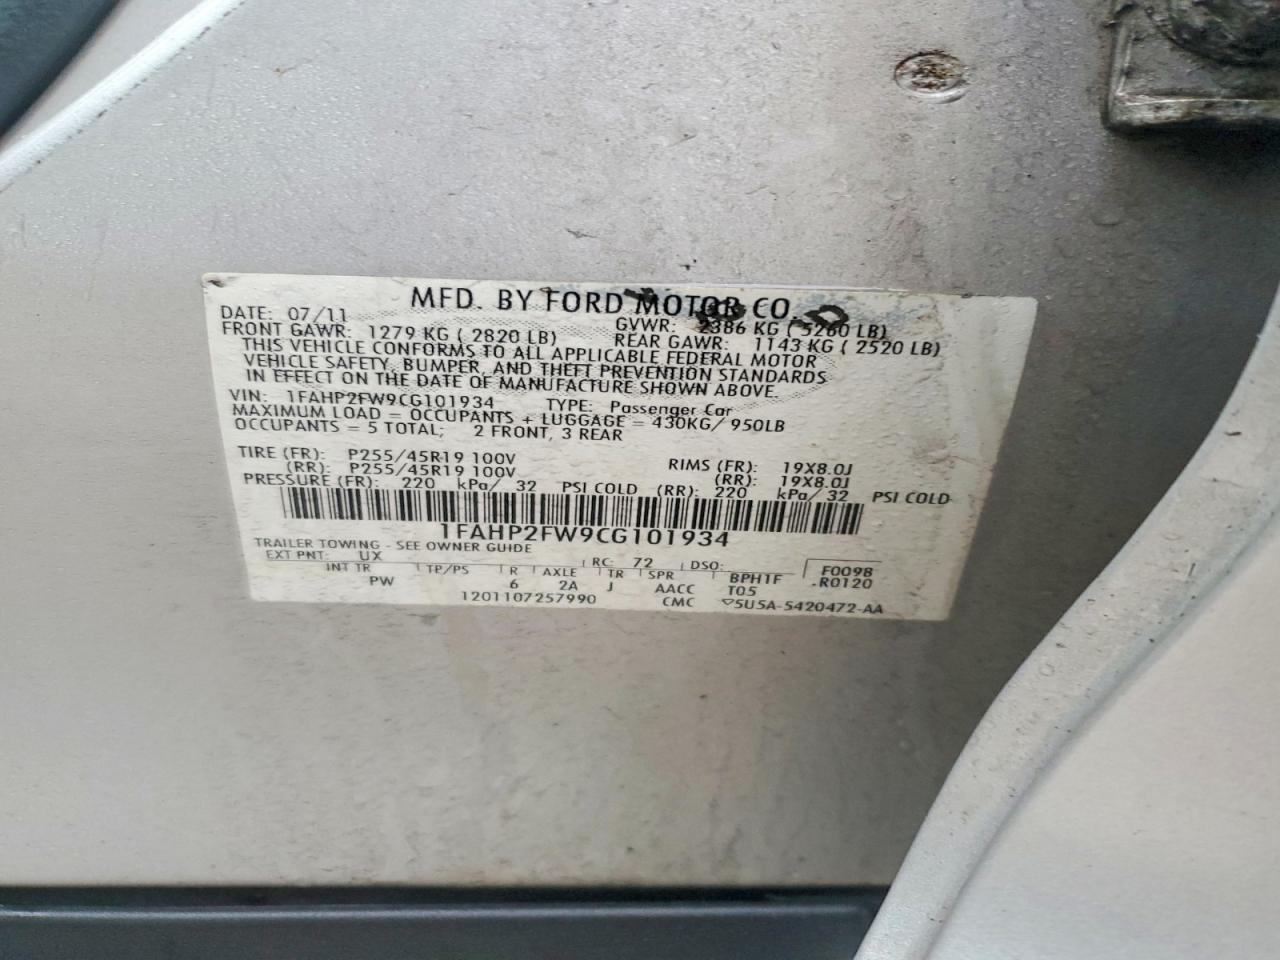 MFD. BY FORD MOTOR CO.
DATE: 07/11 GVWR: 2386 KG ( 5260 LB)
FRONT GAWR: 1279 KG ( 2820 LB) REAR GAWR: 1143 KG ( 2520 LB)
THIS VEHICLE CONFORMS TO ALL APPLICABLE FEDERAL MOTOR
VEHICLE SAFETY, BUMPER, AND THEFT PREVENTION STANDARDS
IN EFFECT ON THE DATE OF MANUFACTURE SHOWN ABOVE.
VIN: 1FAHP2FW9CG101934 TYPE: Passenger Car
MAXIMUM LOAD = OCCUPANTS + LUGGAGE = 430KG/ 950LB
OCCUPANTS = 5 TOTAL; 2 FRONT, 3 REAR
TIRE (FR): P255/45R19 100V RIMS (FR): 19X8.0J
(RR): P255/45R19 100V (RR): 19X8.0J
PRESSURE (FR): 220 kPa/ 32 PSI COLD (RR): 220 kPa/ 32 PSI COLD
1FAHP2FW9CG101934
TRAILER TOWING - SEE OWNER GUIDE
EXT PNT: UX RC: 72 DSO: F0098
INT TR TP/PS R AXLE TR SPR BPH1F R0120
PW 6 2A J AACC T05
1201107257990 CMC 5U5A-5420472-AA